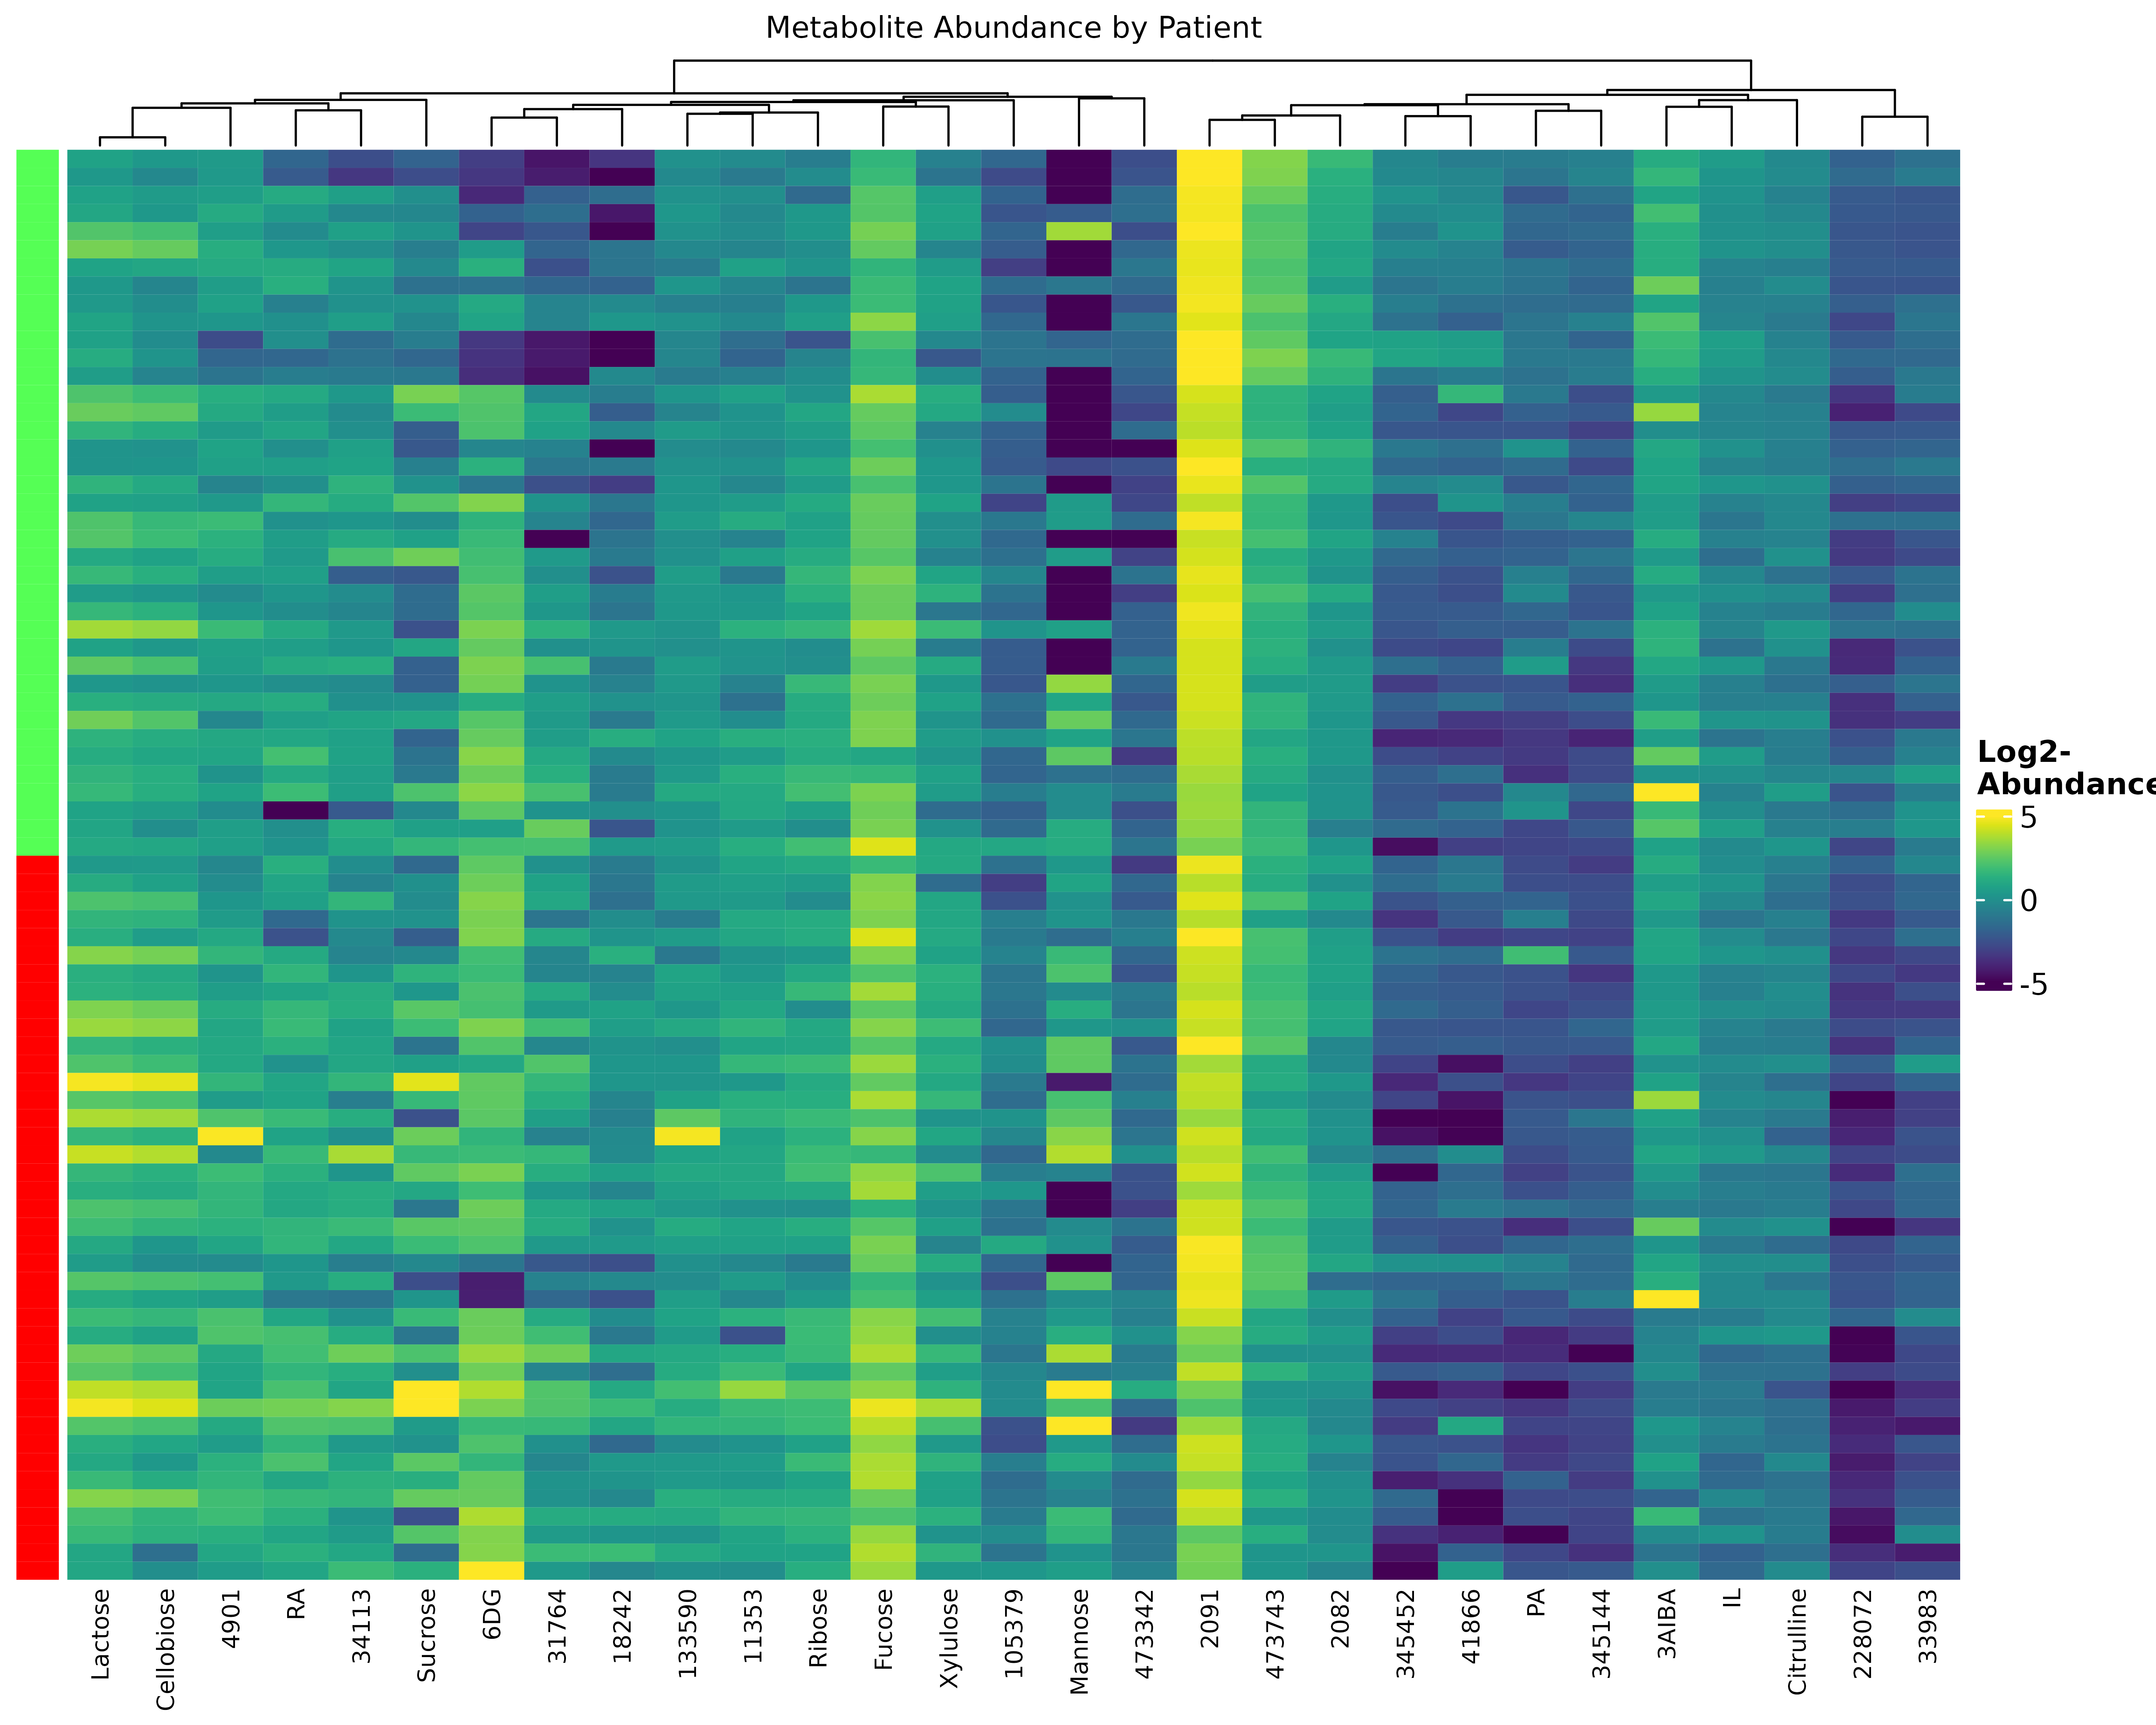 Metabolite Abundance by Patient
Log2-
Abundance
5
0
-5
Lactose
Cellobiose
4901
RA
34113
Sucrose
6DG
31764
18242
133590
11353
Ribose
Fucose
Xylulose
105379
Mannose
473342
2091
473743
2082
345452
41866
PA
345144
3AIBA
IL
Citrulline
228072
33983